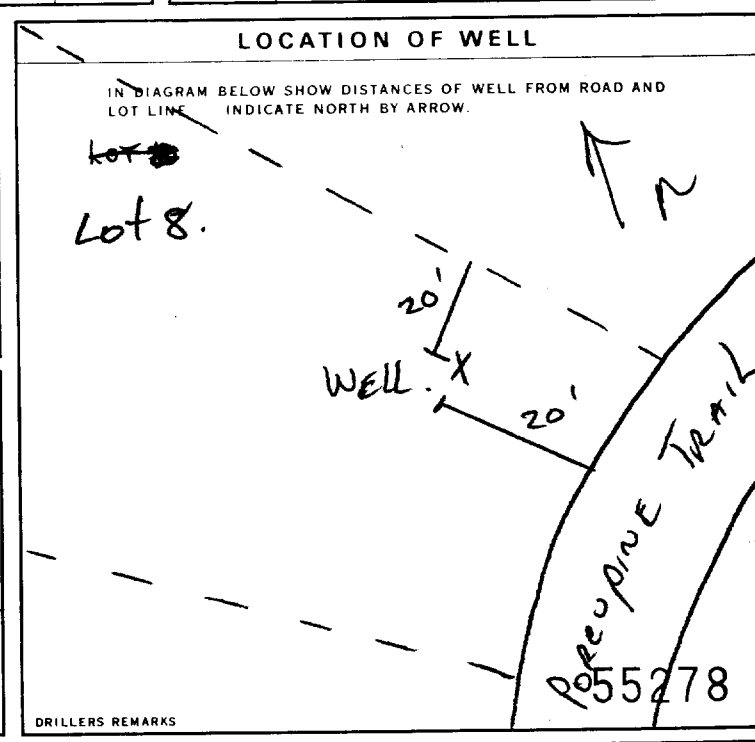 LOCATION OF WELL
IN DIAGRAM BELOW SHOW DISTANCES OF WELL FROM ROAD AND
LOT LINE INDICATE NORTH BY ARROW.
Lot 8.
N
20'
WELL. X
20'
PORCUPINE TRAIL
55278
DRILLERS REMARKS